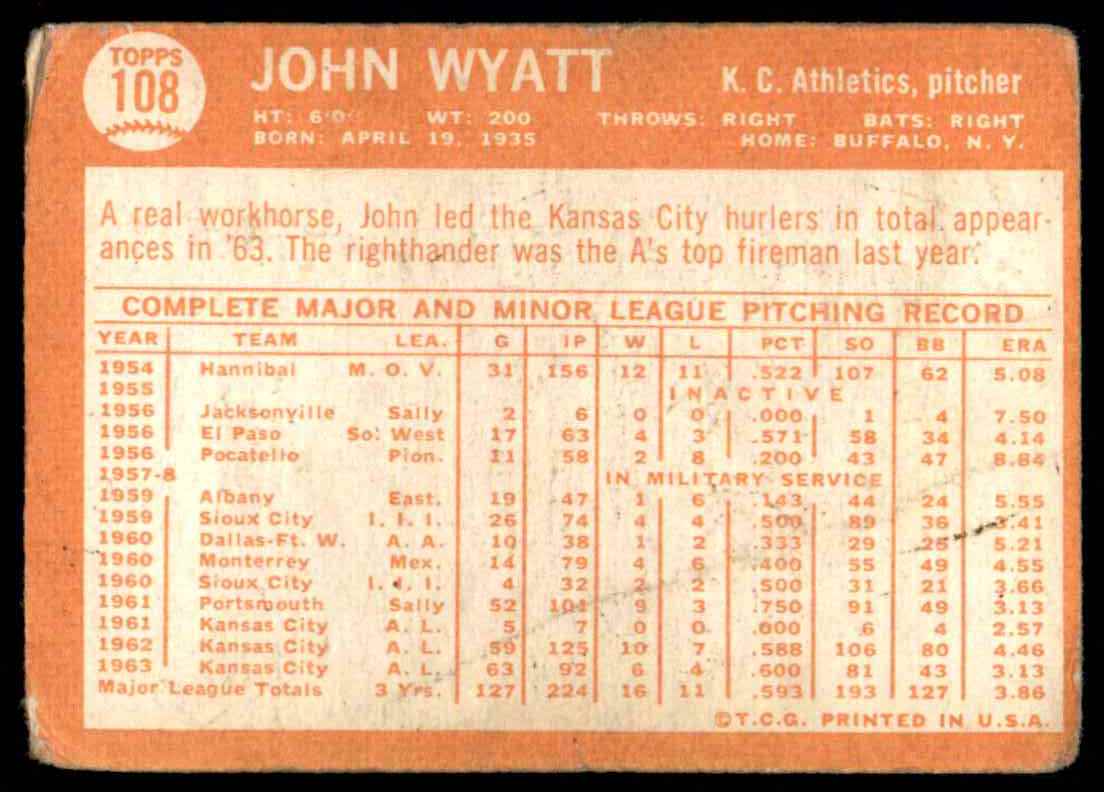 TOPPS
108
JOHN WYATT
K. C. Athletics, pitcher
HT: 6'0" WT: 200 THROWS: RIGHT BATS: RIGHT
BORN: APRIL 19, 1935 HOME: BUFFALO, N. Y.
A real workhorse, John led the Kansas City hurlers in total appear-
ances in '63. The righthander was the A's top fireman last year.
COMPLETE MAJOR AND MINOR LEAGUE PITCHING RECORD
YEAR TEAM LEA. G IP W L PCT SO BB ERA
1954 Hannibal M. O. V. 31 156 12 11 .522 107 62 5.08
1955 INACTIVE
1956 Jacksonville Sally 2 6 0 0 .000 1 4 7.50
1956 El Paso So. West 17 63 4 3 .571 58 34 4.14
1956 Pocatello Pion. 11 58 2 8 .200 43 47 8.84
1957-8 IN MILITARY SERVICE
1959 Albany East. 19 47 1 6 .143 44 24 5.55
1959 Sioux City I. I. I. 26 74 4 4 .500 89 36
1960 Dallas-Ft. W. A. A. 10 38 1 2 .333 29 25 5.21
1960 Monterrey Mex. 14 79 4 6 .400 55 49 4.55
1960 Sioux City I. I. I. 4 32 2 2 .500 31 21 3.66
1961 Portsmouth Sally 52 101 9 3 .750 91 49 3.13
1961 Kansas City A. L. 5 7 0 0 .000 6 4 2.57
1962 Kansas City A. L. 59 125 10 7 .588 106 80 4.46
1963 Kansas City A. L. 63 92 6 4 .600 81 43 3.13
Major League Totals 3 Yrs. 127 224 16 11 .593 193 127 3.86
©T.C.G. PRINTED IN U.S.A.